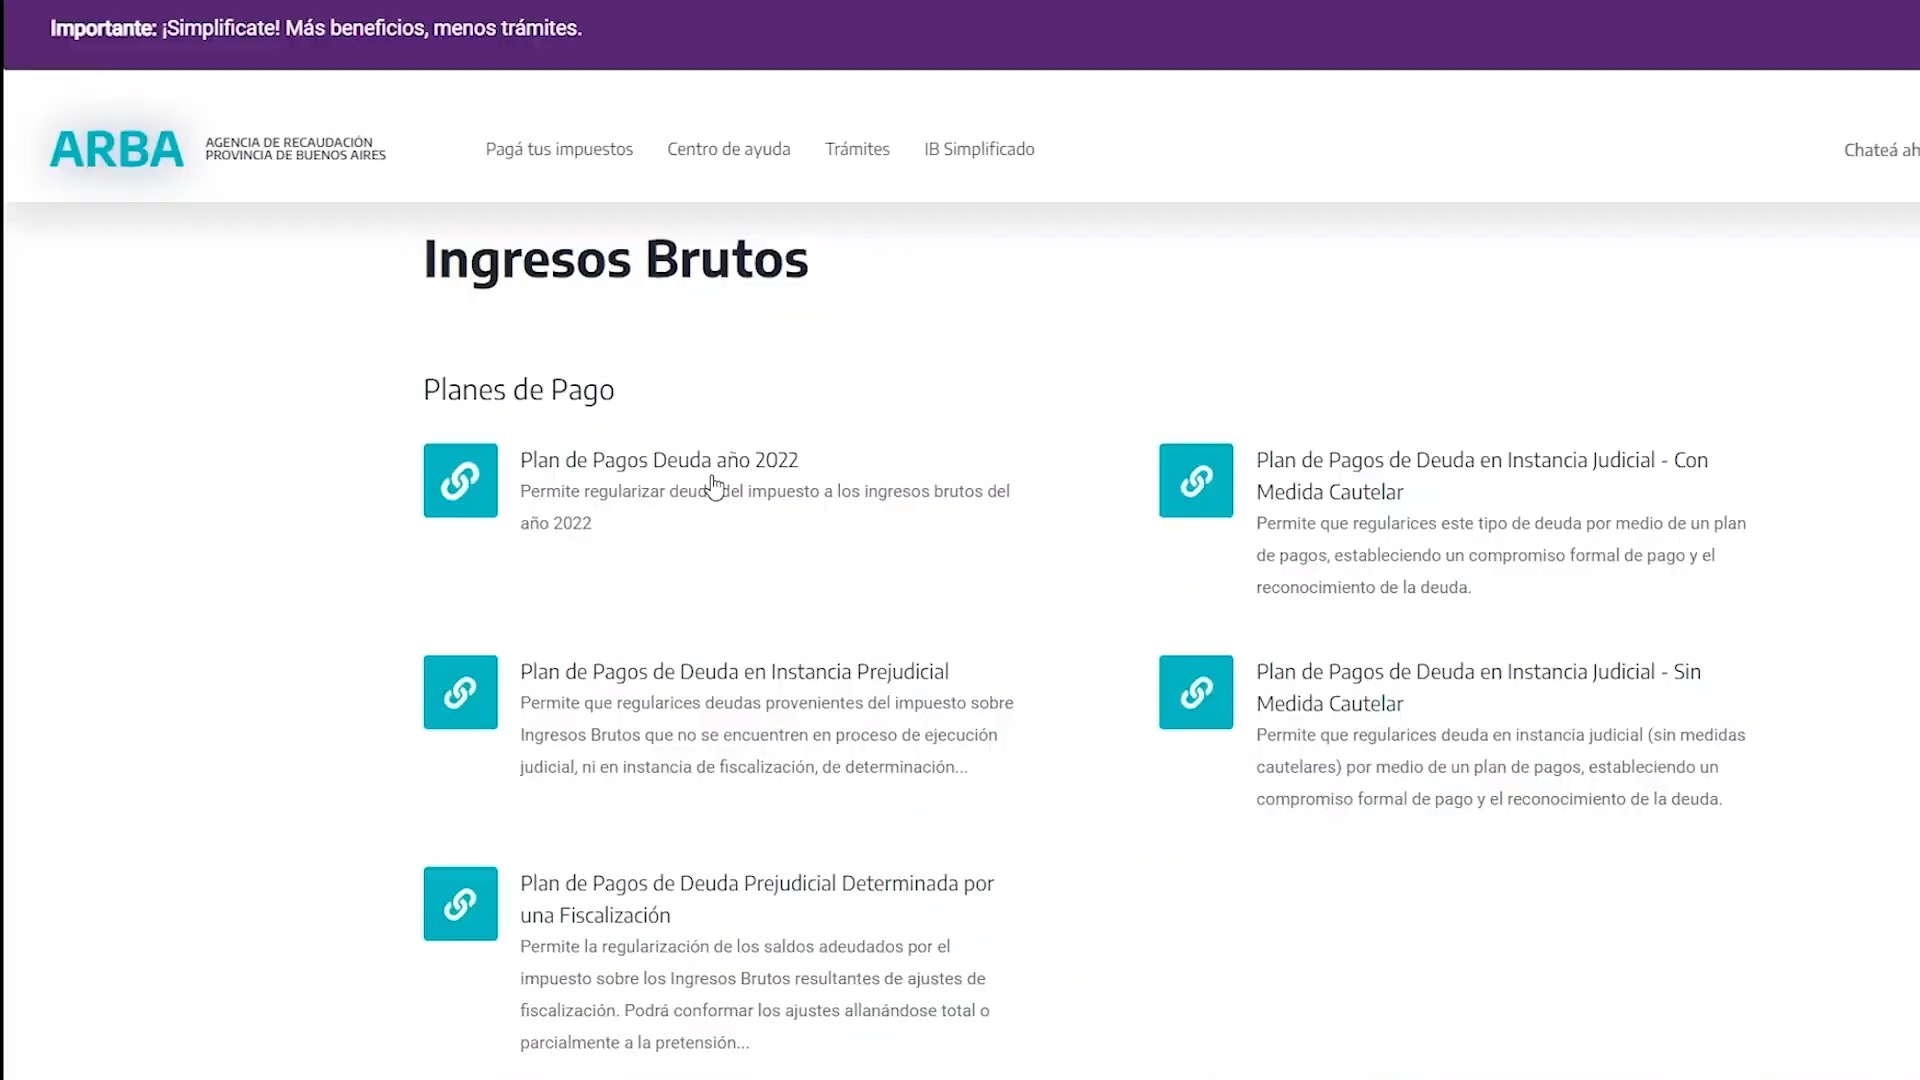 Importante: ¡Simplificate! Más beneficios, menos trámites.
ARBA
AGENCIA DE RECAUDACIÓN
PROVINCIA DE BUENOS AIRES
Pagá tus impuestos
Centro de ayuda
Trámites
IB Simplificado
Chateá ah
Ingresos Brutos
Planes de Pago
Plan de Pagos Deuda año 2022
Permite regularizar deuda del impuesto a los ingresos brutos del
año 2022
Plan de Pagos de Deuda en Instancia Judicial - Con
Medida Cautelar
Permite que regularices este tipo de deuda por medio de un plan
de pagos, estableciendo un compromiso formal de pago y el
reconocimiento de la deuda.
Plan de Pagos de Deuda en Instancia Prejudicial
Permite que regularices deudas provenientes del impuesto sobre
Ingresos Brutos que no se encuentren en proceso de ejecución
judicial, ni en instancia de fiscalización, de determinación...
Plan de Pagos de Deuda en Instancia Judicial - Sin
Medida Cautelar
Permite que regularices deuda en instancia judicial (sin medidas
cautelares) por medio de un plan de pagos, estableciendo un
compromiso formal de pago y el reconocimiento de la deuda.
Plan de Pagos de Deuda Prejudicial Determinada por
una Fiscalización
Permite la regularización de los saldos adeudados por el
impuesto sobre los Ingresos Brutos resultantes de ajustes de
fiscalización. Podrá conformar los ajustes allanándose total o
parcialmente a la pretensión...